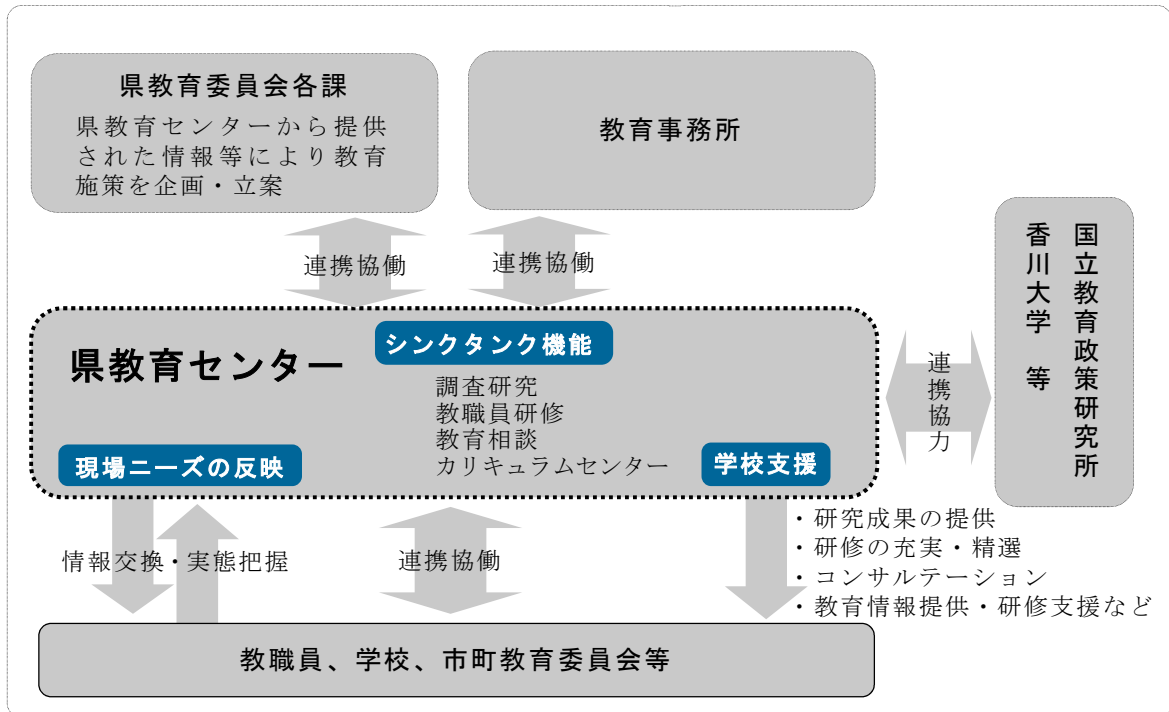 県教育委員会各課
県教育センターから提供
された情報等により教育
施策を企画・立案
教育事務所
連携協働
連携協働
国立教育政策研究所
香川大学　等
連携協力
県教育センター
シンクタンク機能
調査研究
教職員研修
教育相談
カリキュラムセンター
現場ニーズの反映
学校支援
情報交換・実態把握
連携協働
・研究成果の提供
・研修の充実・精選
・コンサルテーション
・教育情報提供・研修支援など
教職員、学校、市町教育委員会等